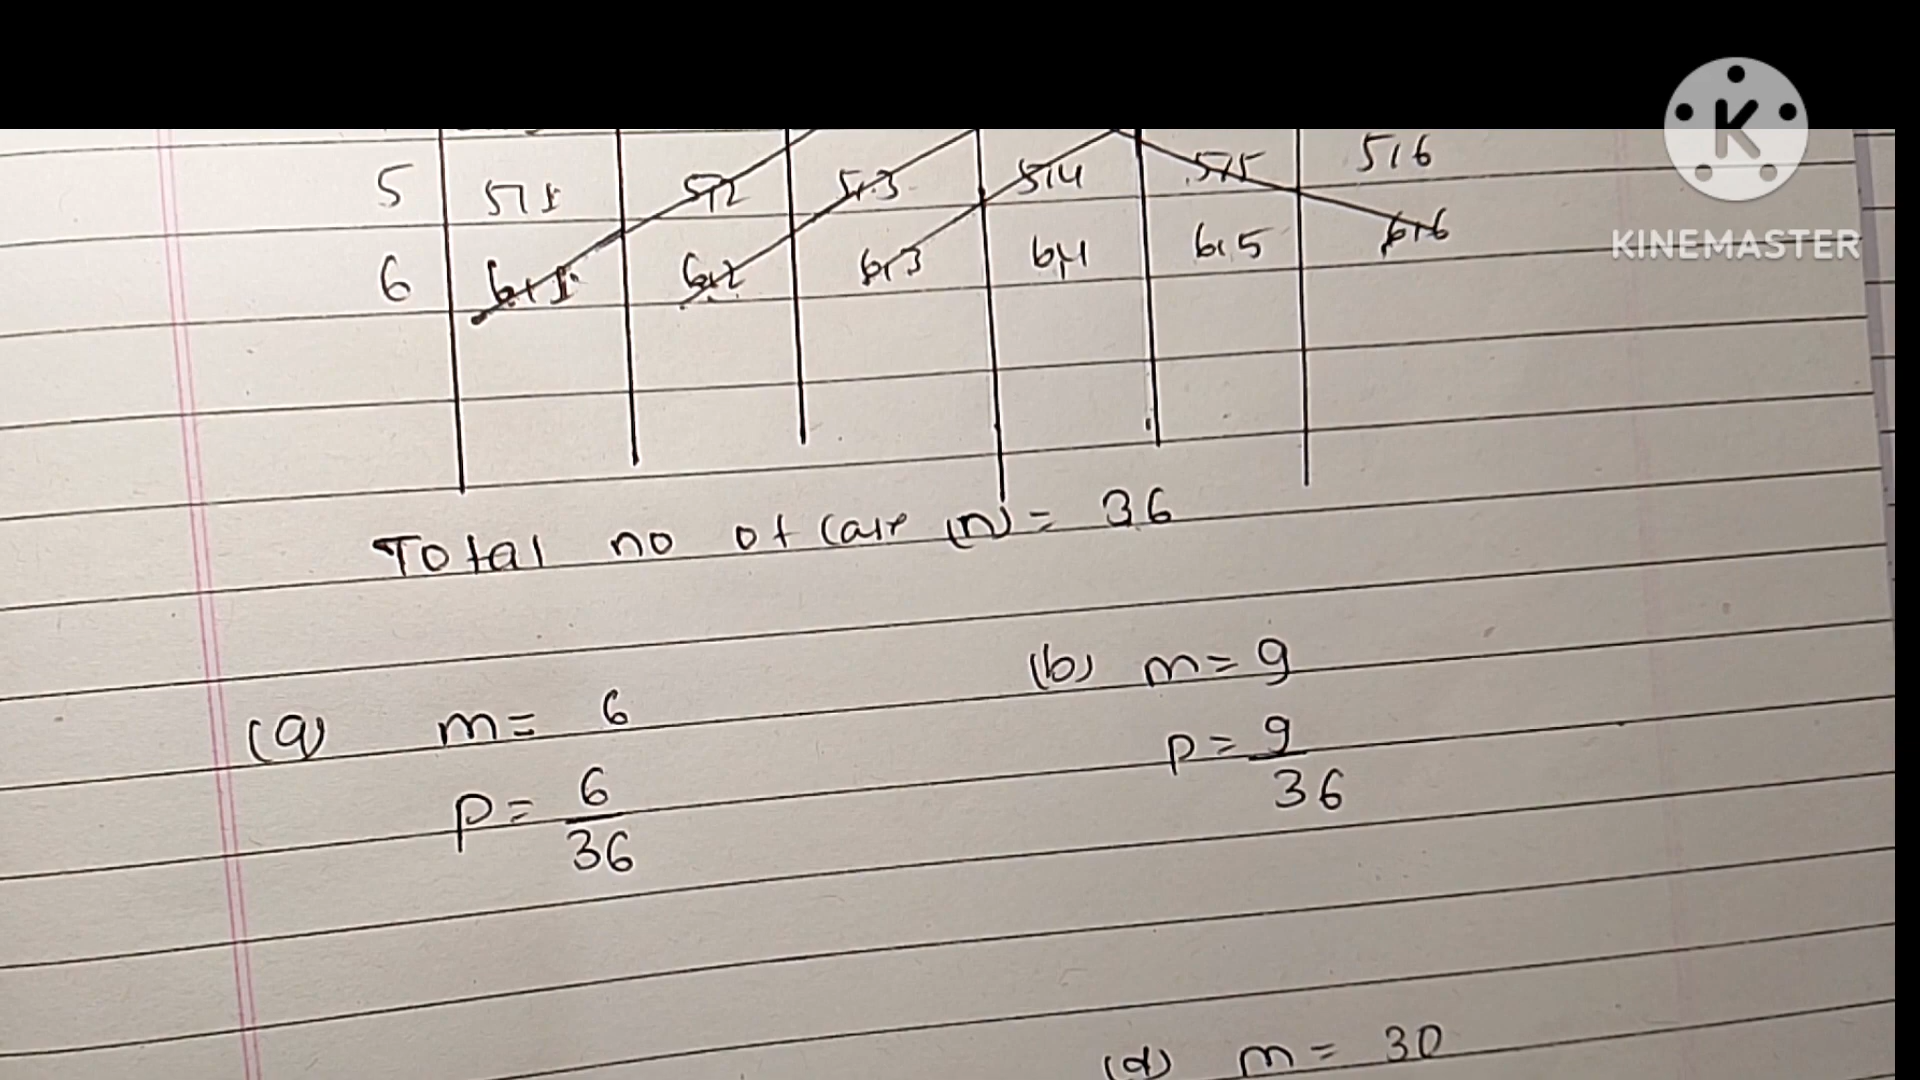 5 5,1 5,2 5,3 5,4 5,5 5,6
6 6,1 6,2 6,3 6,4 6,5 6,6
KINEMASTER
Total no of case (n) = 36
(a) m = 6
p = 6/36
(b) m = 9
p = 9/36
(d) m = 30